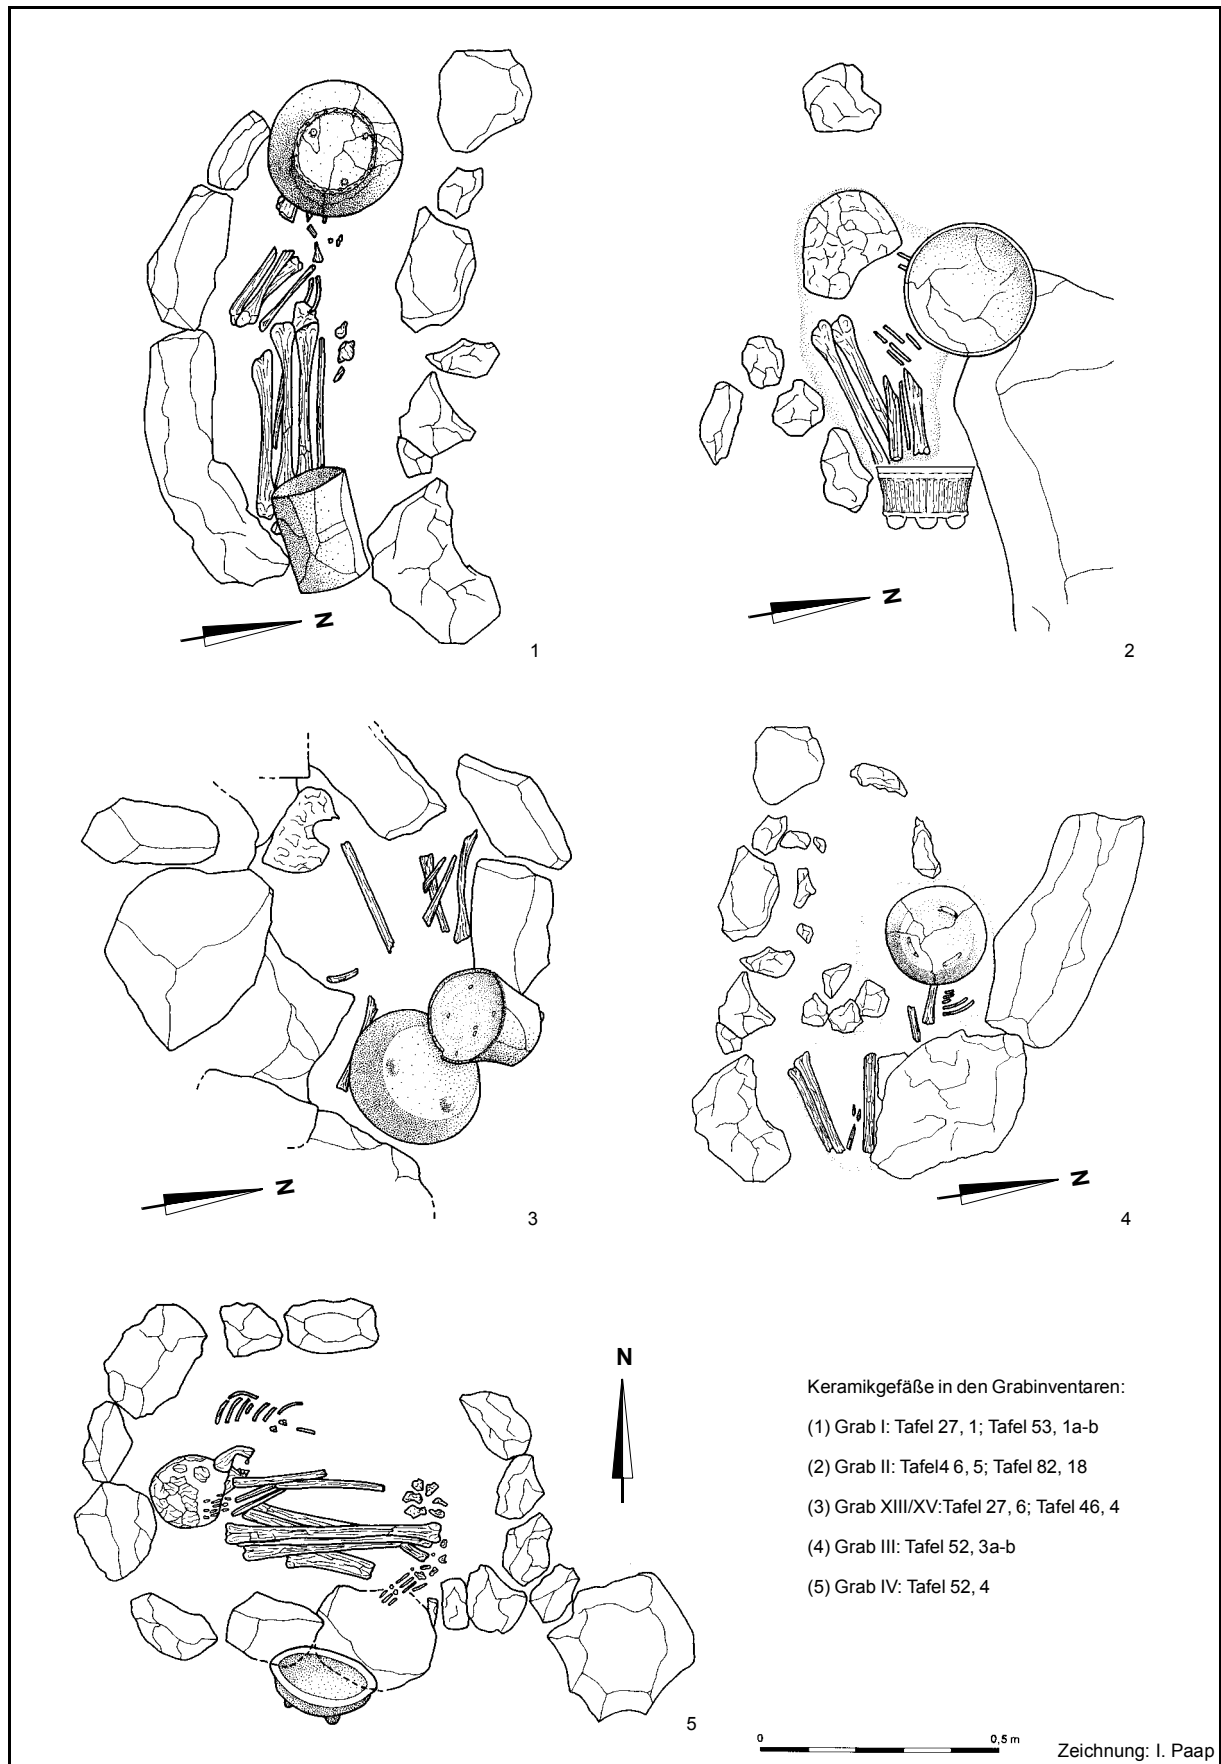 N
1
N
2
N
3
N
4
N
5
Keramikgefäße in den Grabinventaren:
(1) Grab I: Tafel 27, 1; Tafel 53, 1a-b
(2) Grab II: Tafel4 6, 5; Tafel 82, 18
(3) Grab XIII/XV:Tafel 27, 6; Tafel 46, 4
(4) Grab III: Tafel 52, 3a-b
(5) Grab IV: Tafel 52, 4
0 0,5 m
Zeichnung: I. Paap